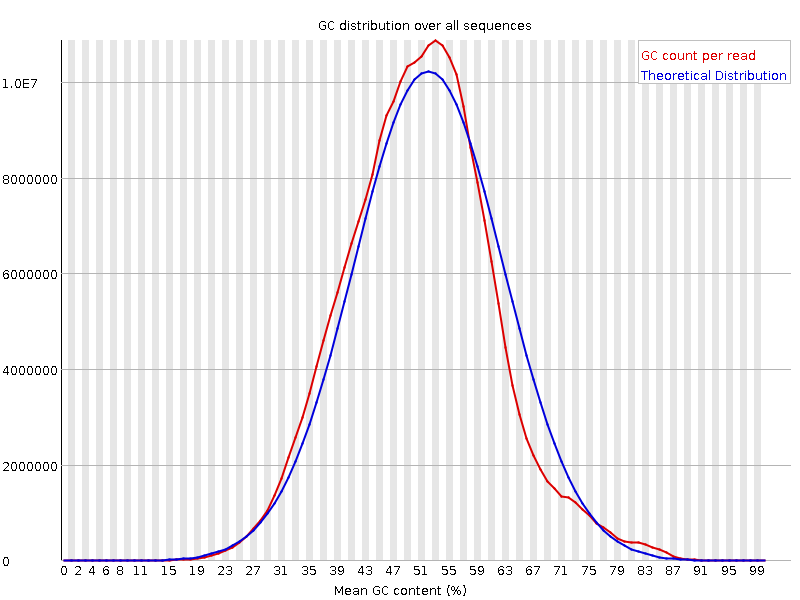 GC distribution over all sequences
GC count per read
Theoretical Distribution
1.0E7
8000000
6000000
4000000
2000000
0
0 2 4 6 8 11 15 19 23 27 31 35 39 43 47 51 55 59 63 67 71 75 79 83 87 91 95 99
Mean GC content (%)